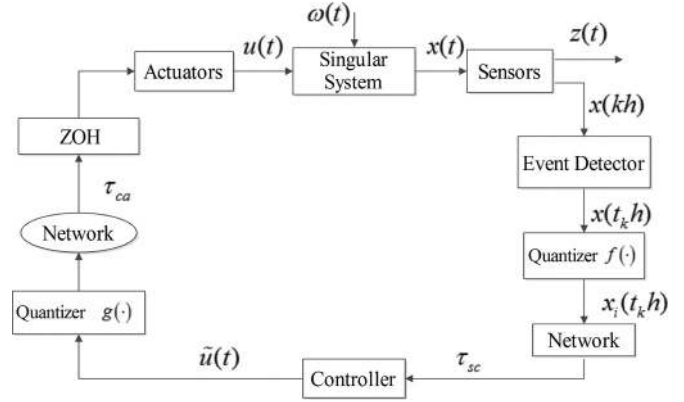 ω(t)
z(t)
u(t)
x(t)
Actuators
Singular
System
Sensors
x(kh)
ZOH
Event Detector
τ_ca
x(t_k h)
Network
Quantizer f(·)
x_i(t_k h)
Quantizer g(·)
Network
ũ(t)
τ_sc
Controller